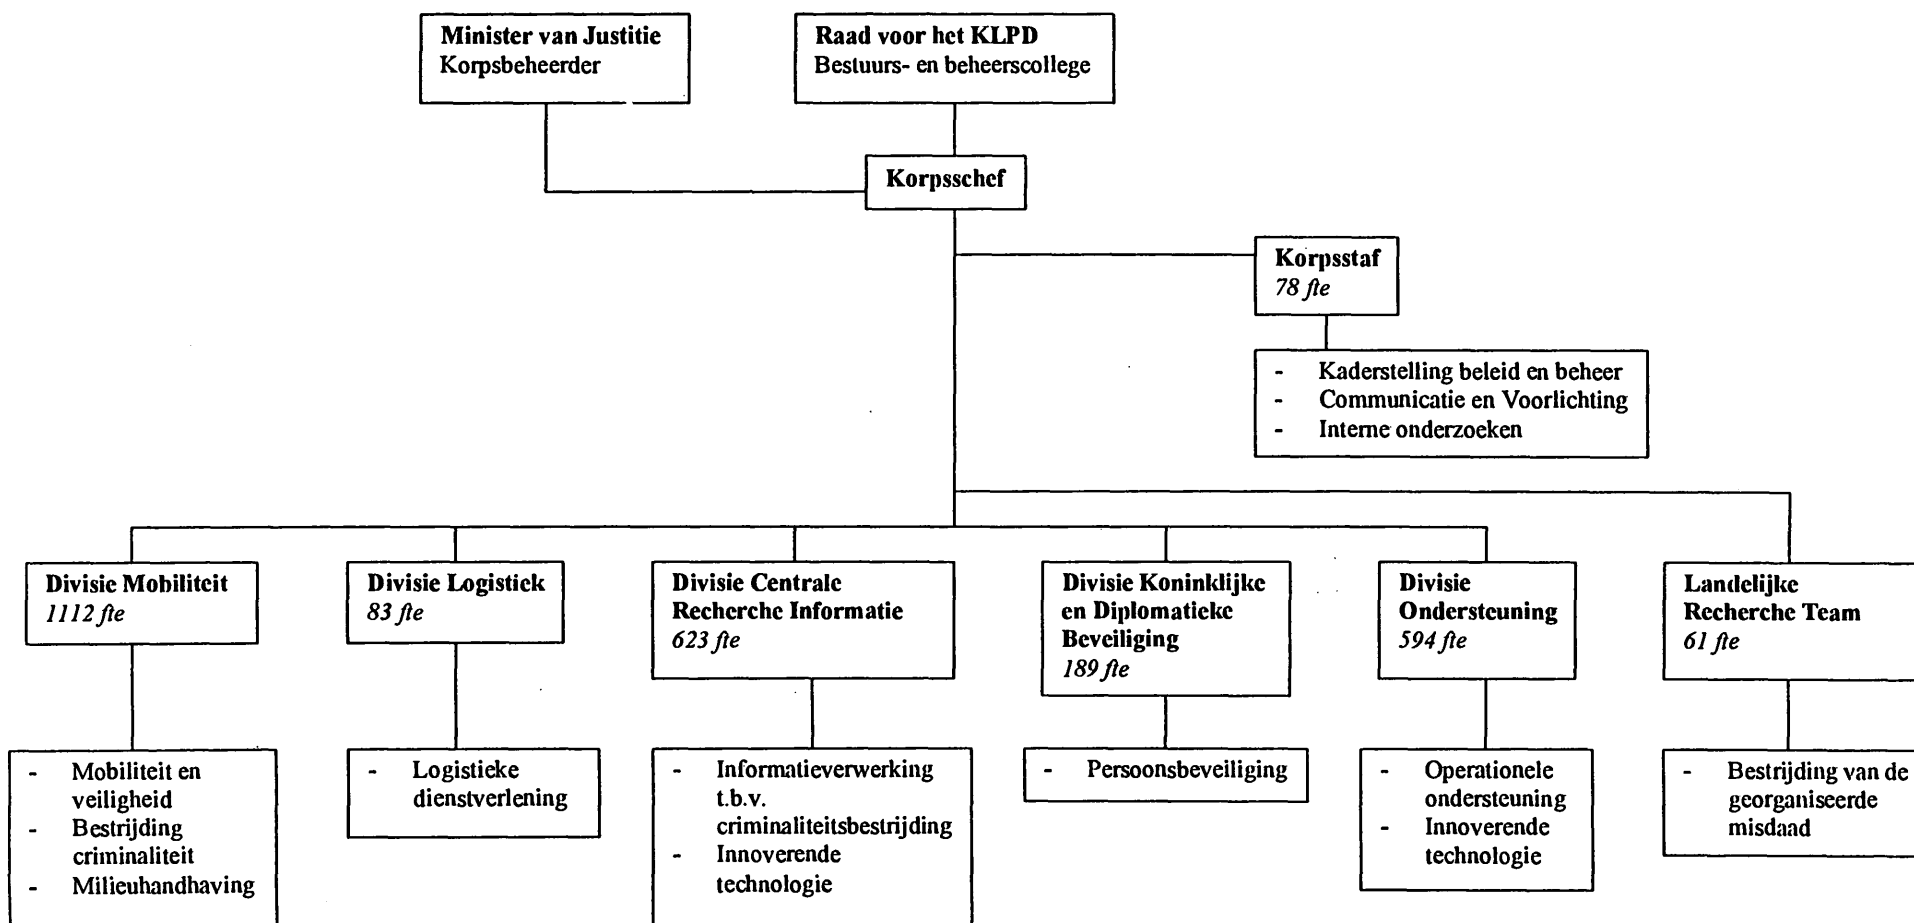 Minister van Justitie
Korpsbeheerder
Raad voor het KLPD
Bestuurs- en beheerscollege
Korpsschef
Korpsstaf
78 fte
- Kaderstelling beleid en beheer
- Communicatie en Voorlichting
- Interne onderzoeken
Divisie Mobiliteit
1112 fte
Divisie Logistiek
83 fte
Divisie Centrale
Recherche Informatie
623 fte
Divisie Koninklijke
en Diplomatieke
Beveiliging
189 fte
Divisie
Ondersteuning
594 fte
Landelijke
Recherche Team
61 fte
- Mobiliteit en
veiligheid
- Bestrijding
criminaliteit
- Milieuhandhaving
- Logistieke
dienstverlening
- Informatieverwerking
t.b.v.
criminaliteitsbestrijding
- Innoverende
technologie
- Persoonsbeveiliging
- Operationele
ondersteuning
- Innoverende
technologie
- Bestrijding van de
georganiseerde
misdaad